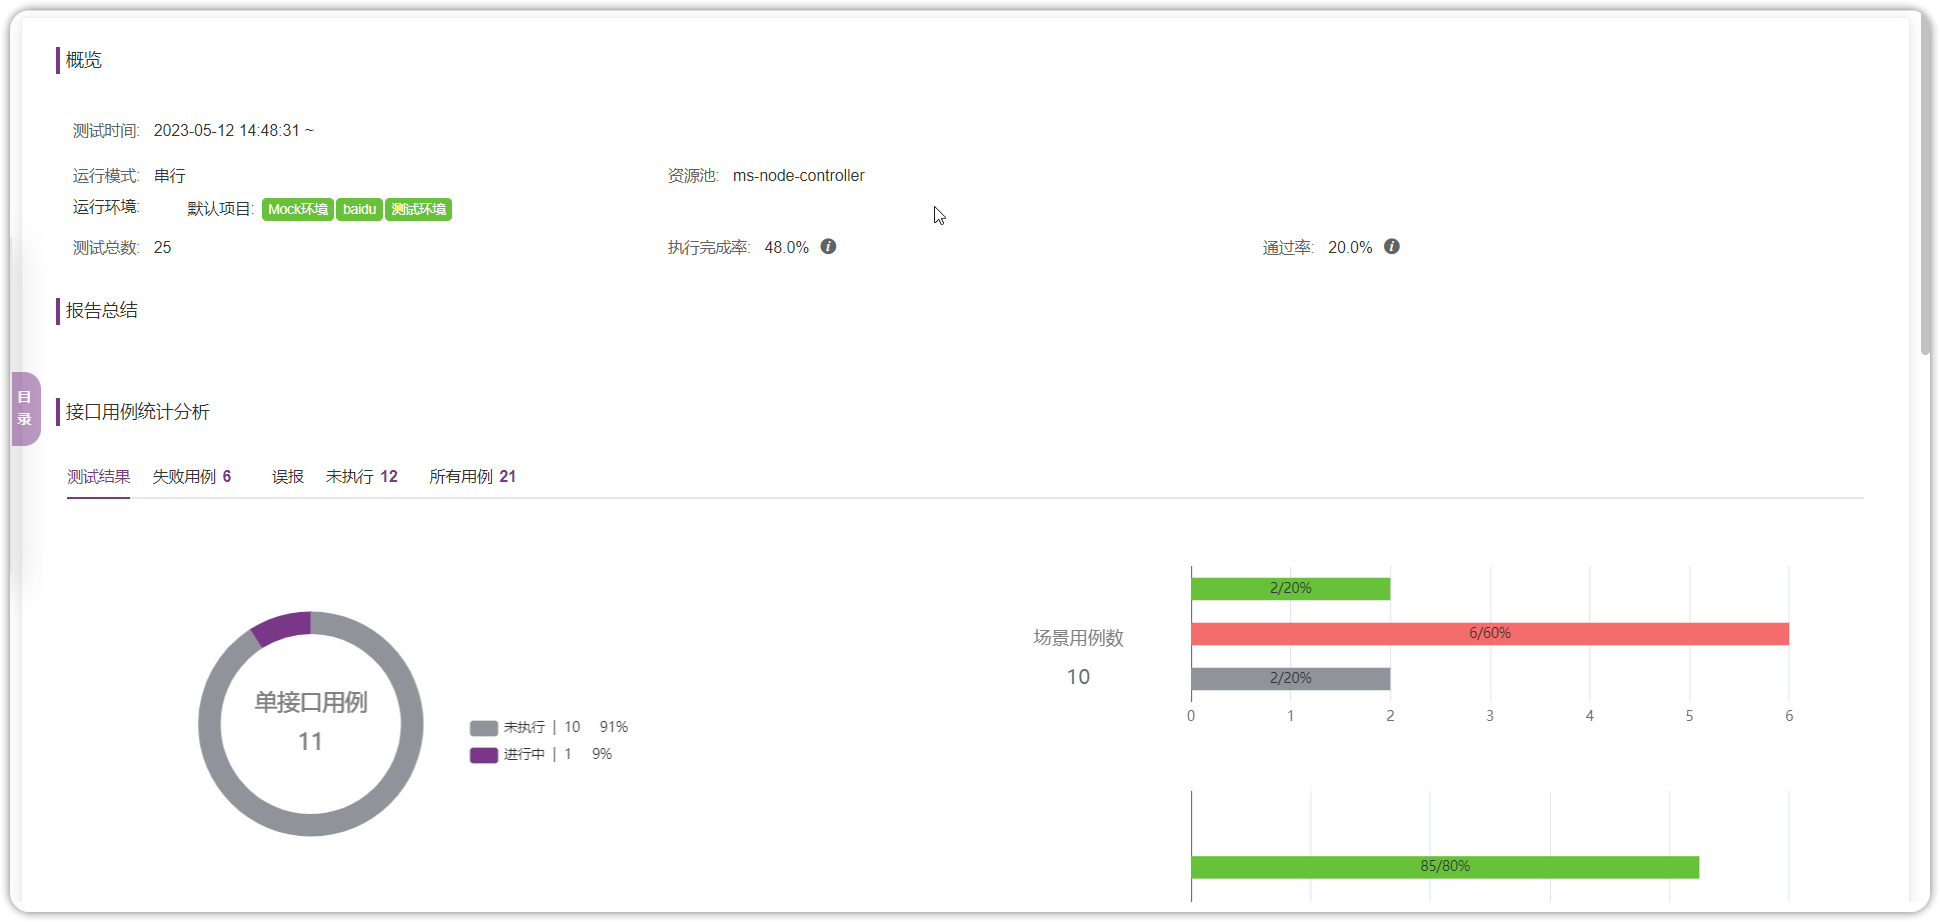 概览
测试时间: 2023-05-12 14:48:31 ~
运行模式: 串行 资源池: ms-node-controller
运行环境: 默认项目: Mock环境 baidu 测试环境
测试总数: 25 执行完成率: 48.0% 通过率: 20.0%
报告总结
目录
接口用例统计分析
测试结果 失败用例 6 误报 未执行 12 所有用例 21
单接口用例
11
未执行 | 10 91%
进行中 | 1 9%
场景用例数
10
2/20%
6/60%
2/20%
0 1 2 3 4 5 6
85/80%